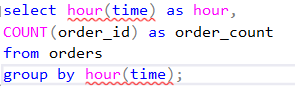 select hour(time) as hour,
COUNT(order_id) as order_count
from orders
group by hour(time);